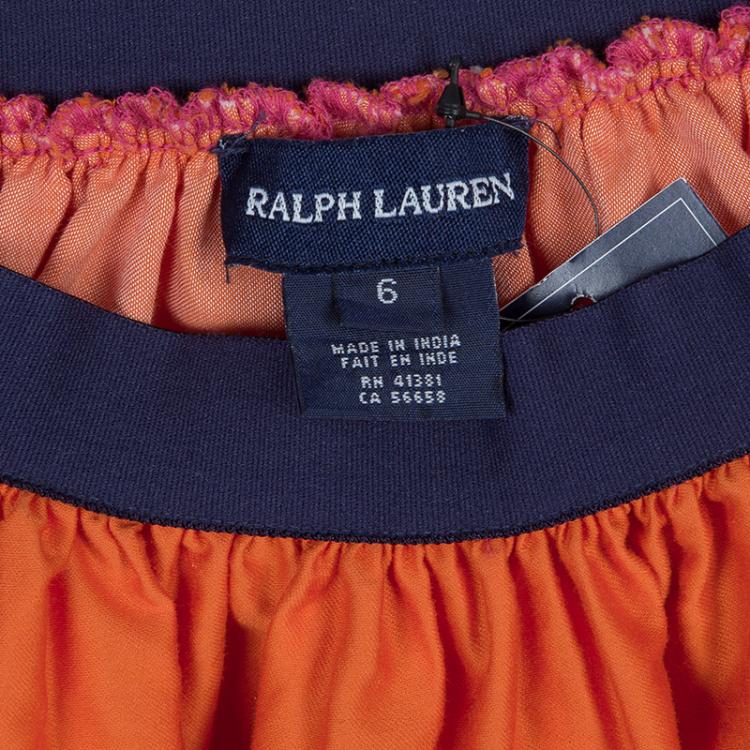 RALPH LAUREN
6
MADE IN INDIA
FAIT EN INDE
RN 41381
CA 56658